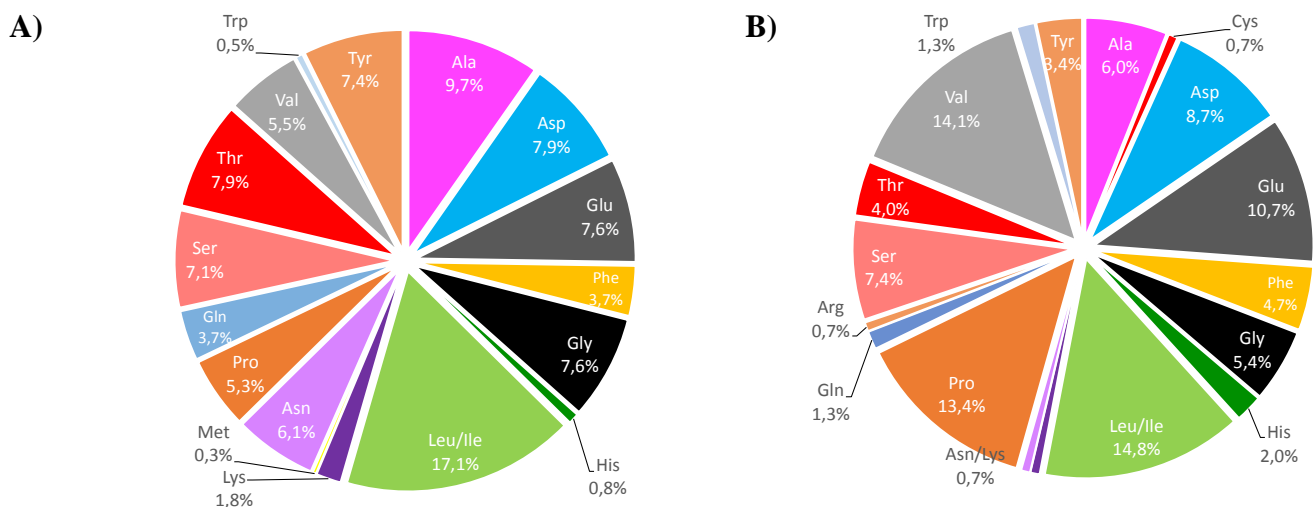 A)
Trp
0,5%
Tyr
7,4%
Ala
9,7%
Val
5,5%
Asp
7,9%
Thr
7,9%
Glu
7,6%
Ser
7,1%
Phe
3,7%
Gln
3,7%
Gly
7,6%
Pro
5,3%
Asn
6,1%
Met
0,3%
Lys
1,8%
Leu/Ile
17,1%
His
0,8%
B)
Trp
1,3%
Tyr
3,4%
Ala
6,0%
Cys
0,7%
Val
14,1%
Asp
8,7%
Thr
4,0%
Glu
10,7%
Ser
7,4%
Phe
4,7%
Arg
0,7%
Gly
5,4%
Gln
1,3%
Pro
13,4%
Asn/Lys
0,7%
Leu/Ile
14,8%
His
2,0%